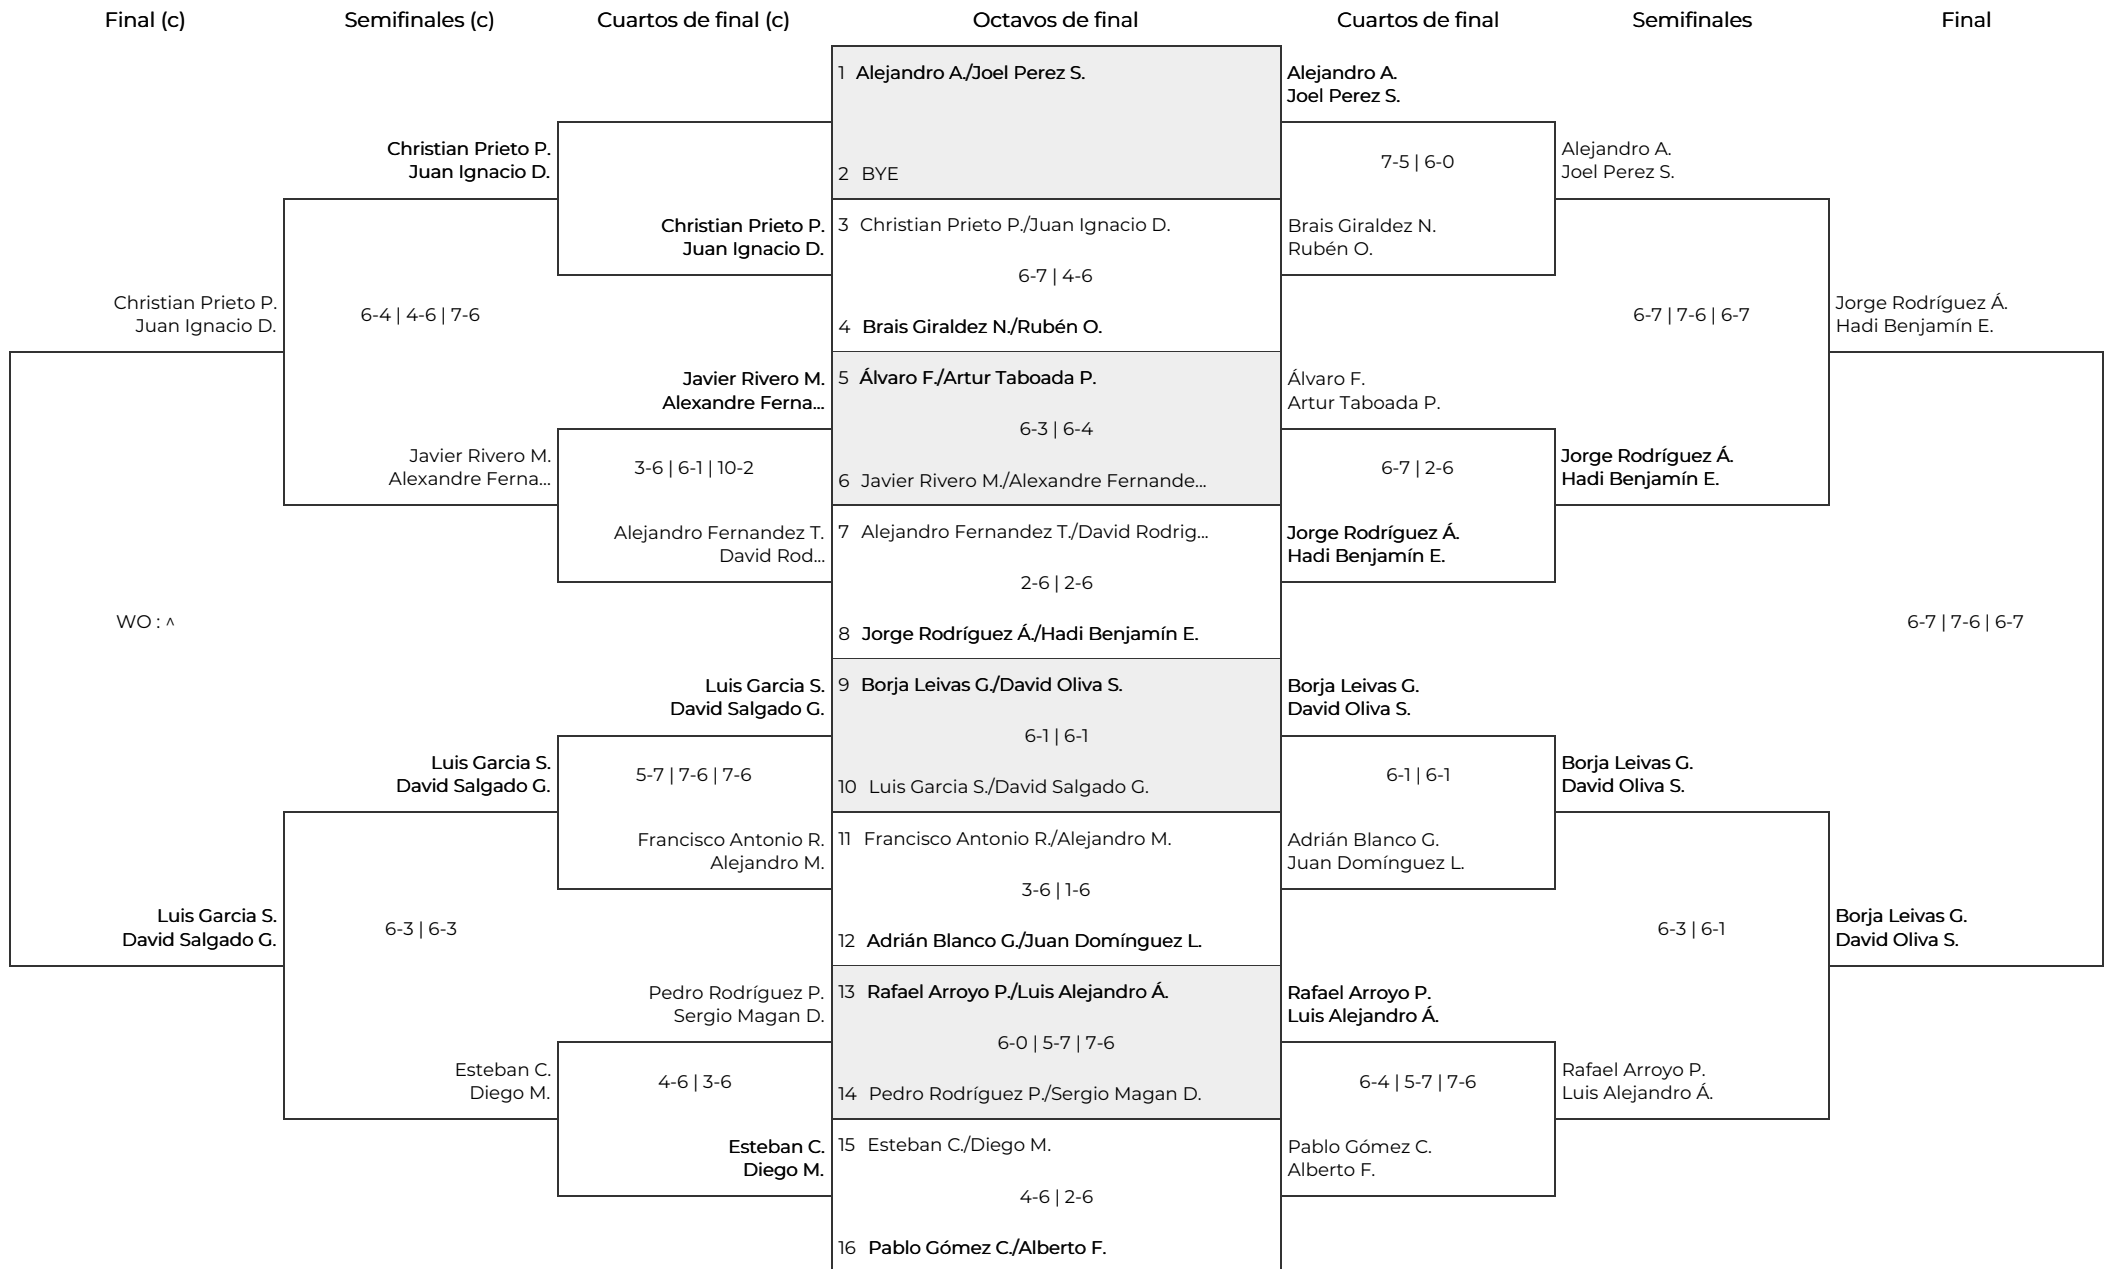 Final (c)
Semifinales (c)
Cuartos de final (c)
Octavos de final
Cuartos de final
Semifinales
Final
Christian Prieto P.
Juan Ignacio D.
WO : ^
Luis Garcia S.
David Salgado G.
Christian Prieto P.
Juan Ignacio D.
6-4 | 4-6 | 7-6
Javier Rivero M.
Alexandre Ferna...
Luis Garcia S.
David Salgado G.
6-3 | 6-3
Esteban C.
Diego M.
Christian Prieto P.
Juan Ignacio D.
Javier Rivero M.
Alexandre Ferna...
3-6 | 6-1 | 10-2
Alejandro Fernandez T.
David Rod...
Luis Garcia S.
David Salgado G.
5-7 | 7-6 | 7-6
Francisco Antonio R.
Alejandro M.
Pedro Rodríguez P.
Sergio Magan D.
4-6 | 3-6
Esteban C.
Diego M.
1 Alejandro A./Joel Perez S.
2 BYE
3 Christian Prieto P./Juan Ignacio D.
6-7 | 4-6
4 Brais Giraldez N./Rubén O.
5 Álvaro F./Artur Taboada P.
6-3 | 6-4
6 Javier Rivero M./Alexandre Fernande...
7 Alejandro Fernandez T./David Rodrig...
2-6 | 2-6
8 Jorge Rodríguez Á./Hadi Benjamín E.
9 Borja Leivas G./David Oliva S.
6-1 | 6-1
10 Luis Garcia S./David Salgado G.
11 Francisco Antonio R./Alejandro M.
3-6 | 1-6
12 Adrián Blanco G./Juan Domínguez L.
13 Rafael Arroyo P./Luis Alejandro Á.
6-0 | 5-7 | 7-6
14 Pedro Rodríguez P./Sergio Magan D.
15 Esteban C./Diego M.
4-6 | 2-6
16 Pablo Gómez C./Alberto F.
Alejandro A.
Joel Perez S.
7-5 | 6-0
Brais Giraldez N.
Rubén O.
Álvaro F.
Artur Taboada P.
6-7 | 2-6
Jorge Rodríguez Á.
Hadi Benjamín E.
Borja Leivas G.
David Oliva S.
6-1 | 6-1
Adrián Blanco G.
Juan Domínguez L.
Rafael Arroyo P.
Luis Alejandro Á.
6-4 | 5-7 | 7-6
Pablo Gómez C.
Alberto F.
Alejandro A.
Joel Perez S.
6-7 | 7-6 | 6-7
Jorge Rodríguez Á.
Hadi Benjamín E.
Borja Leivas G.
David Oliva S.
6-3 | 6-1
Rafael Arroyo P.
Luis Alejandro Á.
Jorge Rodríguez Á.
Hadi Benjamín E.
6-7 | 7-6 | 6-7
Borja Leivas G.
David Oliva S.